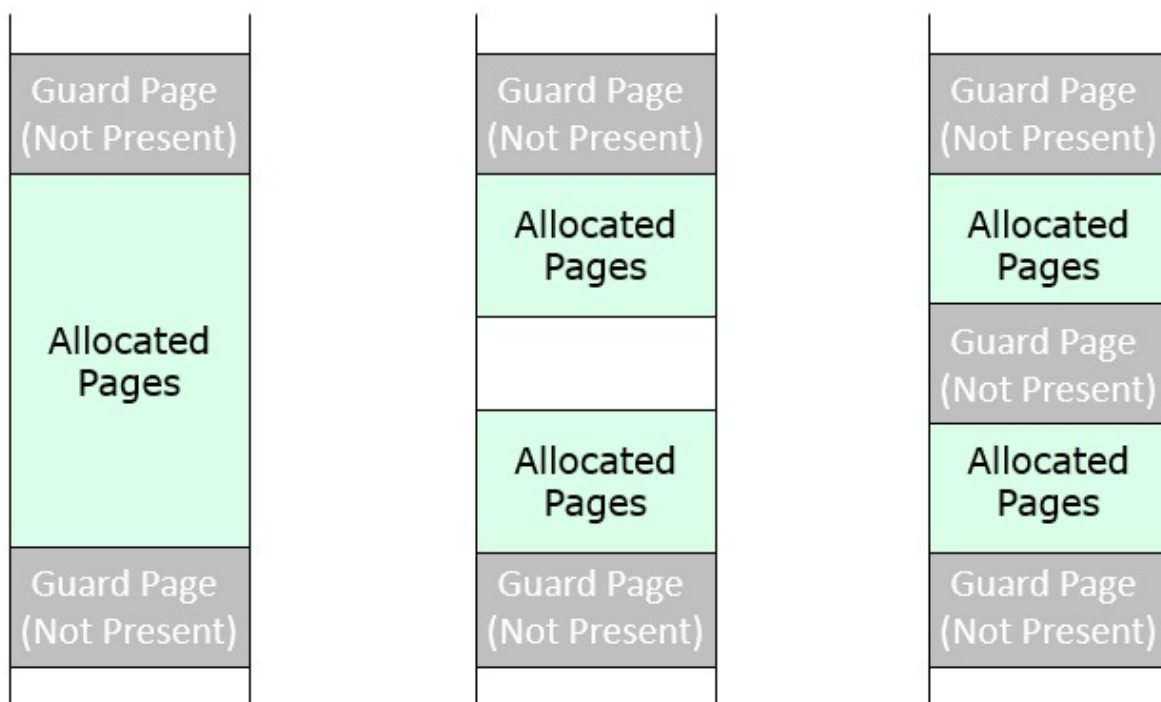 Guard Page
(Not Present)
Allocated
Pages
Guard Page
(Not Present)
Guard Page
(Not Present)
Allocated
Pages
Allocated
Pages
Guard Page
(Not Present)
Guard Page
(Not Present)
Allocated
Pages
Guard Page
(Not Present)
Allocated
Pages
Guard Page
(Not Present)